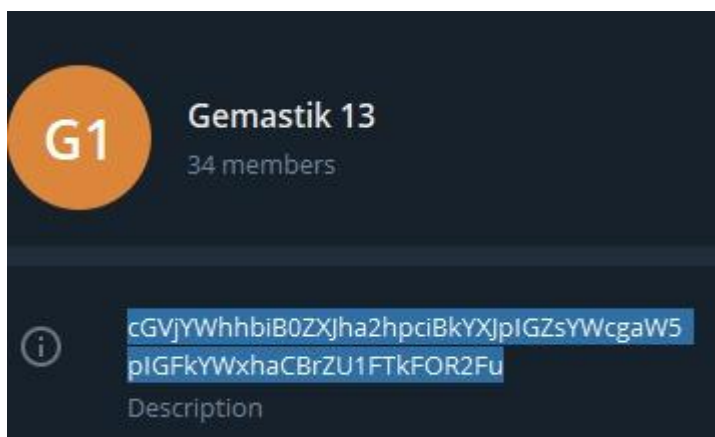 G1
Gemastik 13
34 members
cGVjYWhhbiB0ZXJha2hpciBkYXJpIGZsYWcgaW5
pIGFkYWxhaCBrZU1FTkFOR2Fu
Description